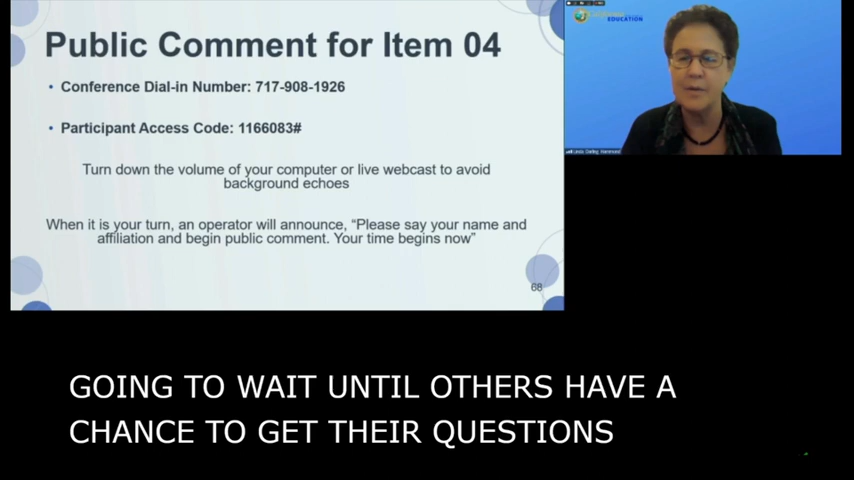 Public Comment for Item 04
• Conference Dial-in Number: 717-908-1926
• Participant Access Code: 1166083#
Turn down the volume of your computer or live webcast to avoid
background echoes
When it is your turn, an operator will announce, “Please say your name and
affiliation and begin public comment. Your time begins now”
68
EDUCATION
Linda Darling-Hammond
GOING TO WAIT UNTIL OTHERS HAVE A
CHANCE TO GET THEIR QUESTIONS